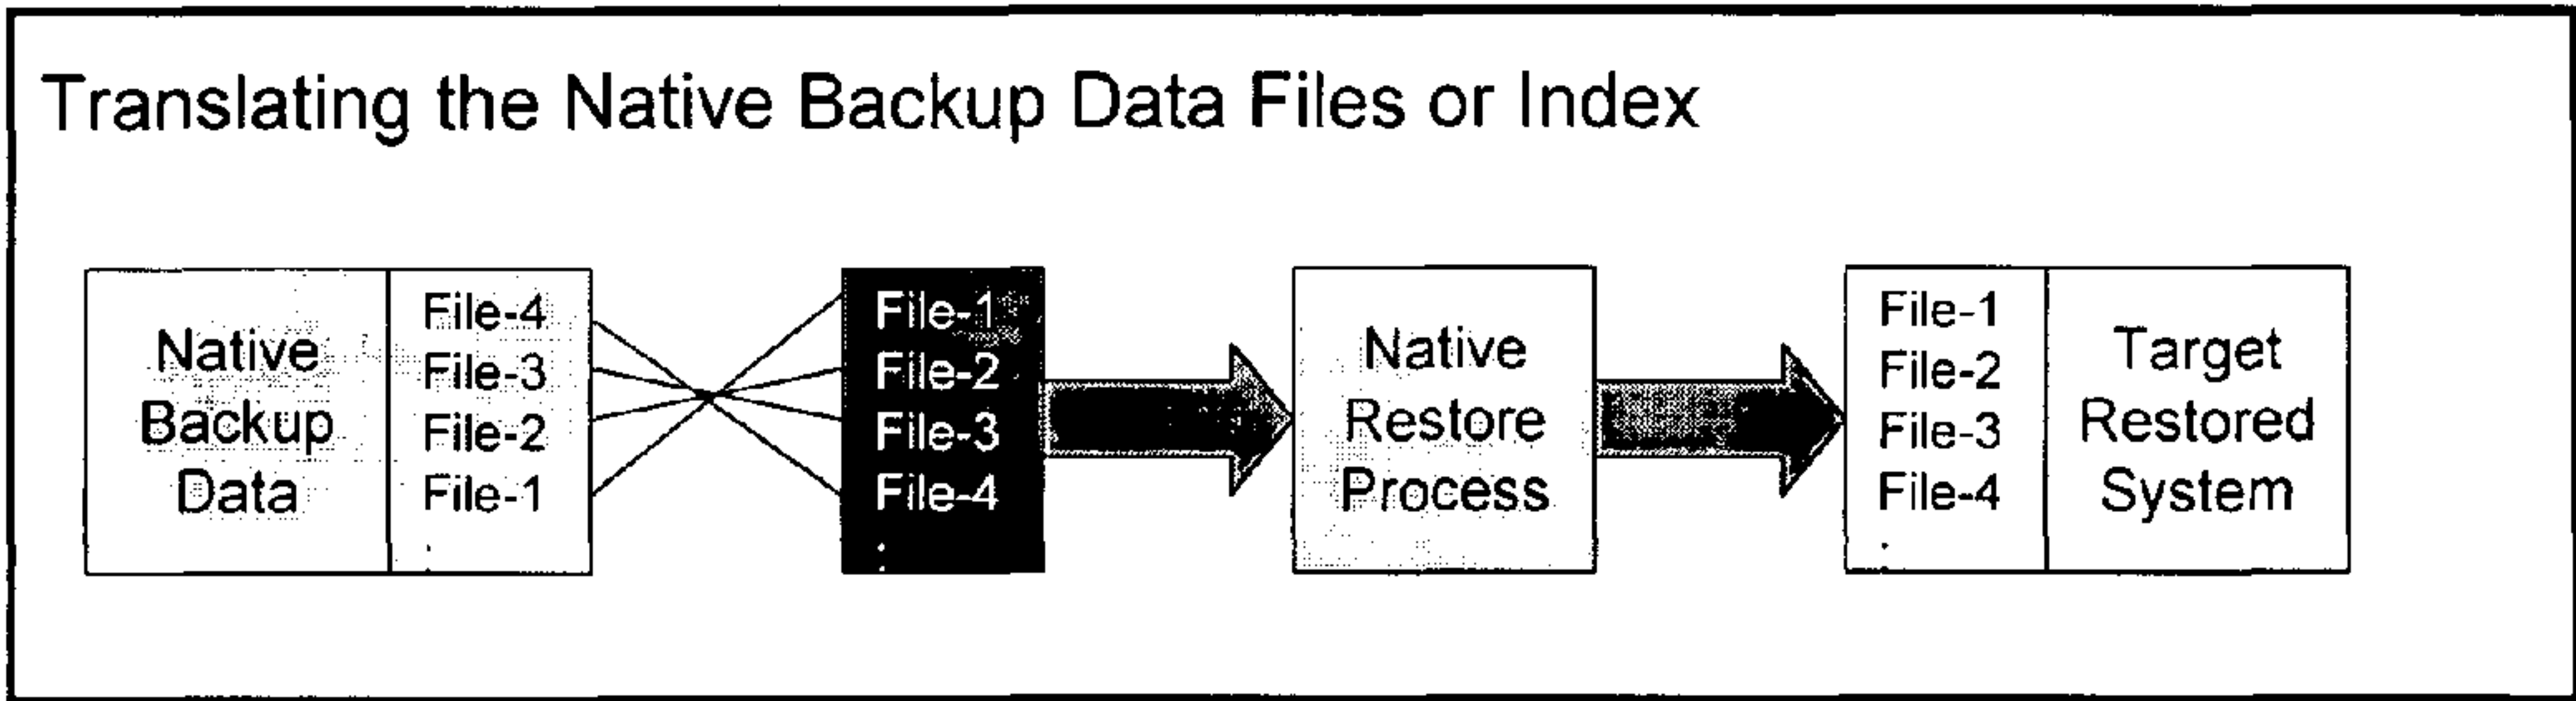 Translating the Native Backup Data Files or Index
Native
Backup
Data
File-4
File-3
File-2
File-1
File-1
File-2
File-3
File-4
Native
Restore
Process
File-1
File-2
File-3
File-4
Target
Restored
System